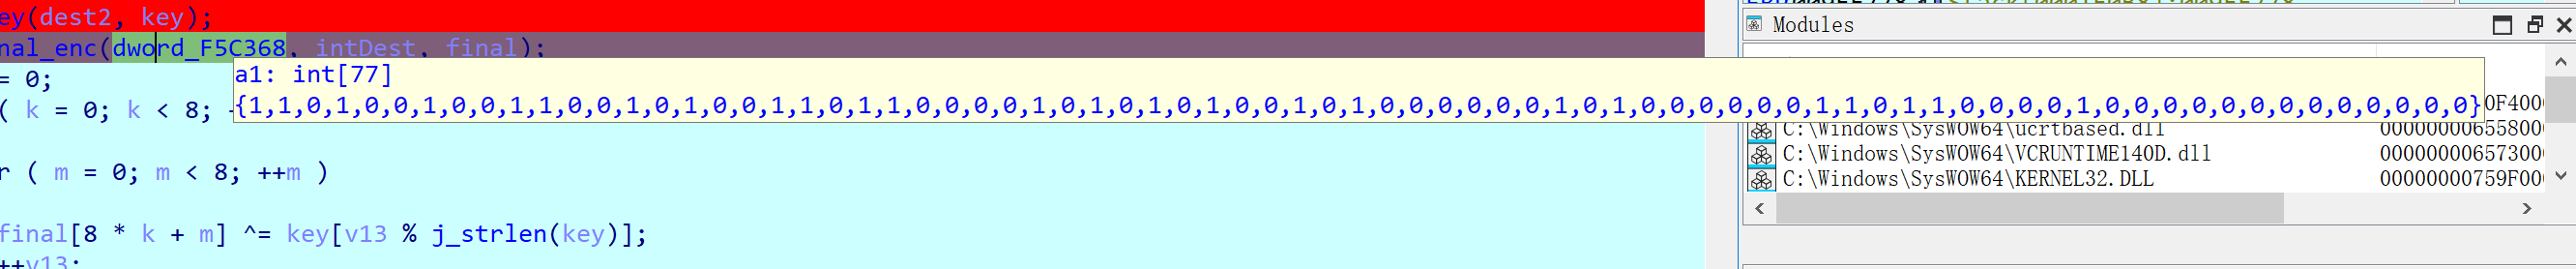 ey(dest2, key);
nal_enc(dword_F5C368, intDest, final);
a1: int[77]
= 0;
{1,1,0,1,0,0,1,0,0,1,1,0,0,1,0,1,0,0,1,1,0,1,1,0,0,0,0,1,0,1,0,1,0,1,0,0,1,0,1,0,0,0,0,0,0,1,0,1,0,0,0,0,0,0,1,1,0,1,1,0,0,0,0,1,0,0,0,0,0,0,0,0,0,0,0,0,0}
( k = 0; k < 8;
r ( m = 0; m < 8; ++m )
final[8 * k + m] ^= key[v13 % j_strlen(key)];
++v13;
Modules
0F400
C:\Windows\SysWOW64\ucrtbased.dll 0000000065580
C:\Windows\SysWOW64\VCRUNTIME140D.dll 00000000657300
C:\Windows\SysWOW64\KERNEL32.DLL 00000000759F00